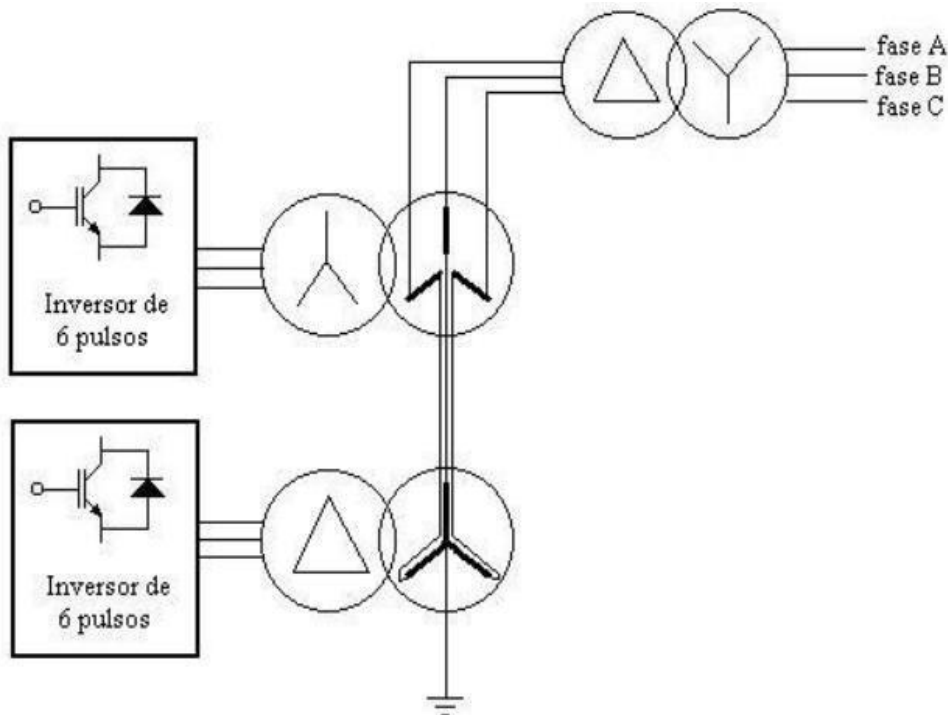 fase A
fase B
fase C
Inversor de
6 pulsos
Inversor de
6 pulsos